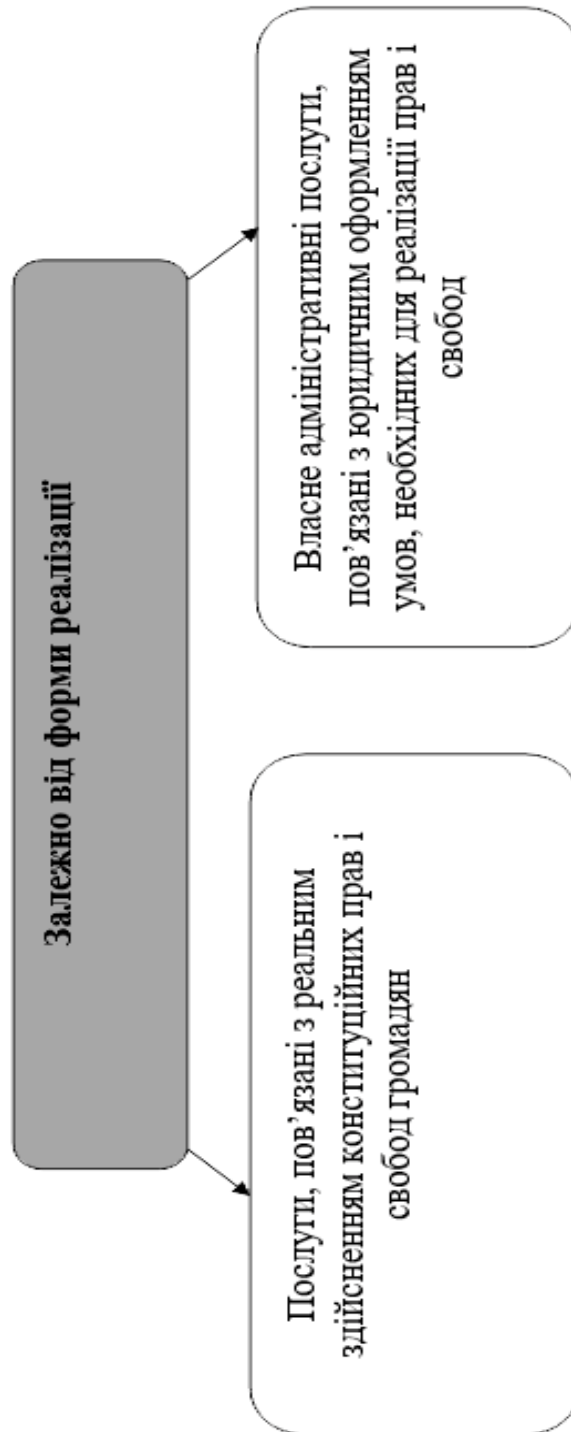 Залежно від форми реалізації
Послуги, пов’язані з реальним
здійсненням конституційних прав і
свобод громадян
Власне адміністративні послуги,
пов’язані з юридичним оформленням
умов, необхідних для реалізації прав і
свобод